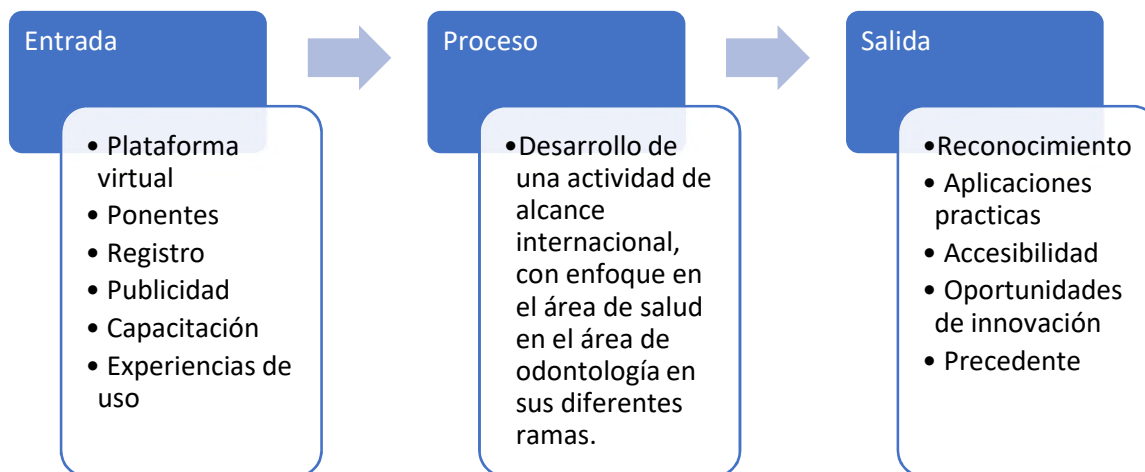 Entrada
• Plataforma
virtual
• Ponentes
• Registro
• Publicidad
• Capacitación
• Experiencias de
uso
Proceso
•Desarrollo de
una actividad de
alcance
internacional,
con enfoque en
el área de salud
en el área de
odontología en
sus diferentes
ramas.
Salida
•Reconocimiento
• Aplicaciones
practicas
• Accesibilidad
• Oportunidades
de innovación
• Precedente